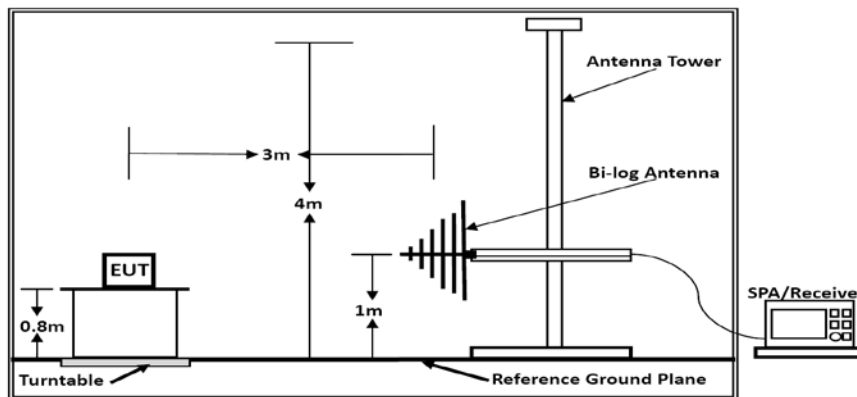 Antenna Tower
3m
Bi-log Antenna
4m
EUT
1m
SPA/Receive
0.8m
Turntable
Reference Ground Plane